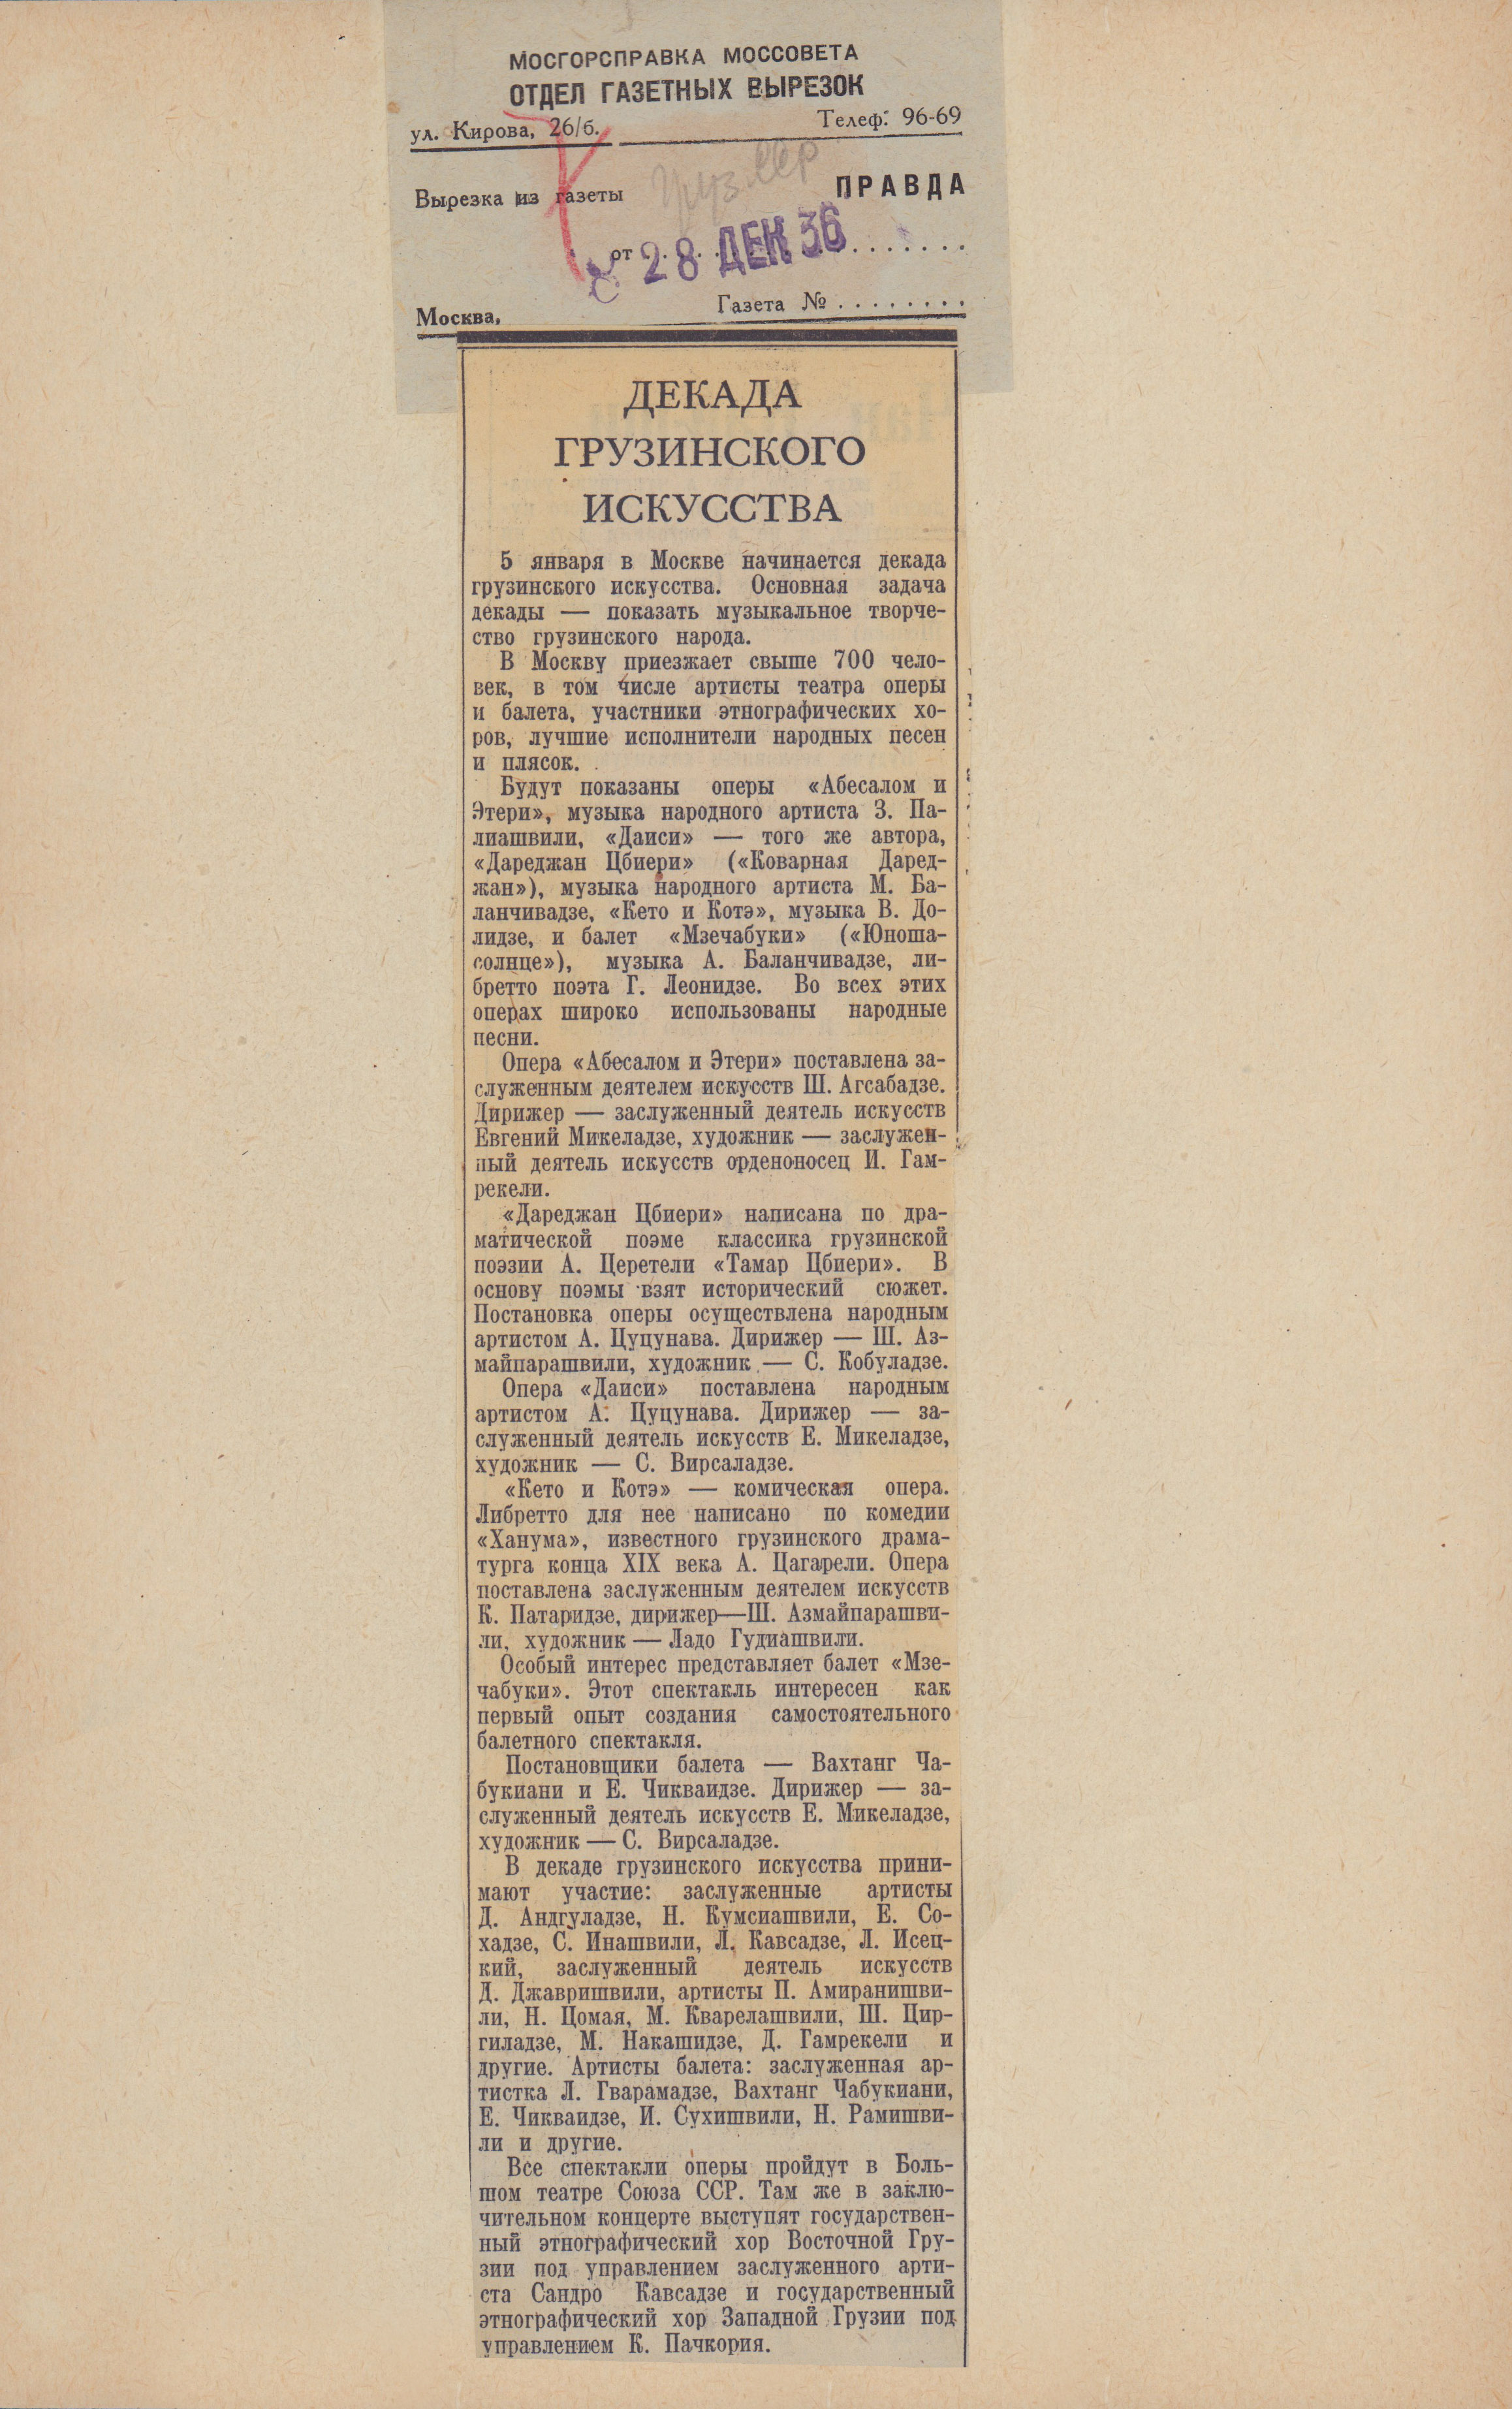 МОСГОРСПРАВКА МОССОВЕТА
ОТДЕЛ ГАЗЕТНЫХ ВЫРЕЗОК
ул. Кирова, 26/б. Телеф: 96-69
Груз ССР
Вырезка из газеты ПРАВДА
от 28 ДЕК 36
Москва, Газета №
ДЕКАДА
ГРУЗИНСКОГО
ИСКУССТВА
5 января в Москве начинается декада
грузинского искусства. Основная задача
декады — показать музыкальное творче-
ство грузинского народа.
В Москву приезжает свыше 700 чело-
век, в том числе артисты театра оперы
и балета, участники этнографических хо-
ров, лучшие исполнители народных песен
и плясок.
Будут показаны оперы «Абесалом и
Этери», музыка народного артиста З. Па-
лиашвили, «Даиси» — того же автора,
«Дареджан Цбиери» («Коварная Даред-
жан»), музыка народного артиста М. Ба-
ланчивадзе, «Кето и Котэ», музыка В. До-
лидзе, и балет «Мзечабуки» («Юноша-
солнце»), музыка А. Баланчивадзе, ли-
бретто поэта Г. Леонидзе. Во всех этих
операх широко использованы народные
песни.
Опера «Абесалом и Этери» поставлена за-
служенным деятелем искусств Ш. Агсабадзе.
Дирижер — заслуженный деятель искусств
Евгений Микеладзе, художник — заслужен-
ный деятель искусств орденоносец И. Гам-
рекели.
«Дареджан Цбиери» написана по дра-
матической поэме классика грузинской
поэзии А. Церетели «Тамар Цбиери». В
основу поэмы взят исторический сюжет.
Постановка оперы осуществлена народным
артистом А. Цуцунава. Дирижер — Ш. Аз-
майпарашвили, художник — С. Кобуладзе.
Опера «Даиси» поставлена народным
артистом А. Цуцунава. Дирижер — за-
служенный деятель искусств Е. Микеладзе,
художник — С. Вирсаладзе.
«Кето и Котэ» — комическая опера.
Либретто для нее написано по комедии
«Ханума», известного грузинского драма-
турга конца XIX века А. Цагарели. Опера
поставлена заслуженным деятелем искусств
К. Патаридзе, дирижер—Ш. Азмайпарашви-
ли, художник — Ладо Гудиашвили.
Особый интерес представляет балет «Мзе-
чабуки». Этот спектакль интересен как
первый опыт создания самостоятельного
балетного спектакля.
Постановщики балета — Вахтанг Ча-
букиани и Е. Чикваидзе. Дирижер — за-
служенный деятель искусств Е. Микеладзе,
художник — С. Вирсаладзе.
В декаде грузинского искусства прини-
мают участие: заслуженные артисты
Д. Андгуладзе, Н. Кумсиашвили, Е. Со-
хадзе, С. Инашвили, Л. Кавсадзе, Л. Исец-
кий, заслуженный деятель искусств
Д. Джавришвили, артисты П. Амиранишви-
ли, Н. Цомая, М. Кварелашвили, Ш. Цир-
гиладзе, М. Накашидзе, Д. Гамрекели и
другие. Артисты балета: заслуженная ар-
тистка Л. Гварамадзе, Вахтанг Чабукиани,
Е. Чикваидзе, И. Сухишвили, Н. Рамишви-
ли и другие.
Все спектакли оперы пройдут в Боль-
шом театре Союза ССР. Там же в заклю-
чительном концерте выступят государствен-
ный этнографический хор Восточной Гру-
зии под управлением заслуженного арти-
ста Сандро Кавсадзе и государственный
этнографический хор Западной Грузии под
управлением К. Пачкория.